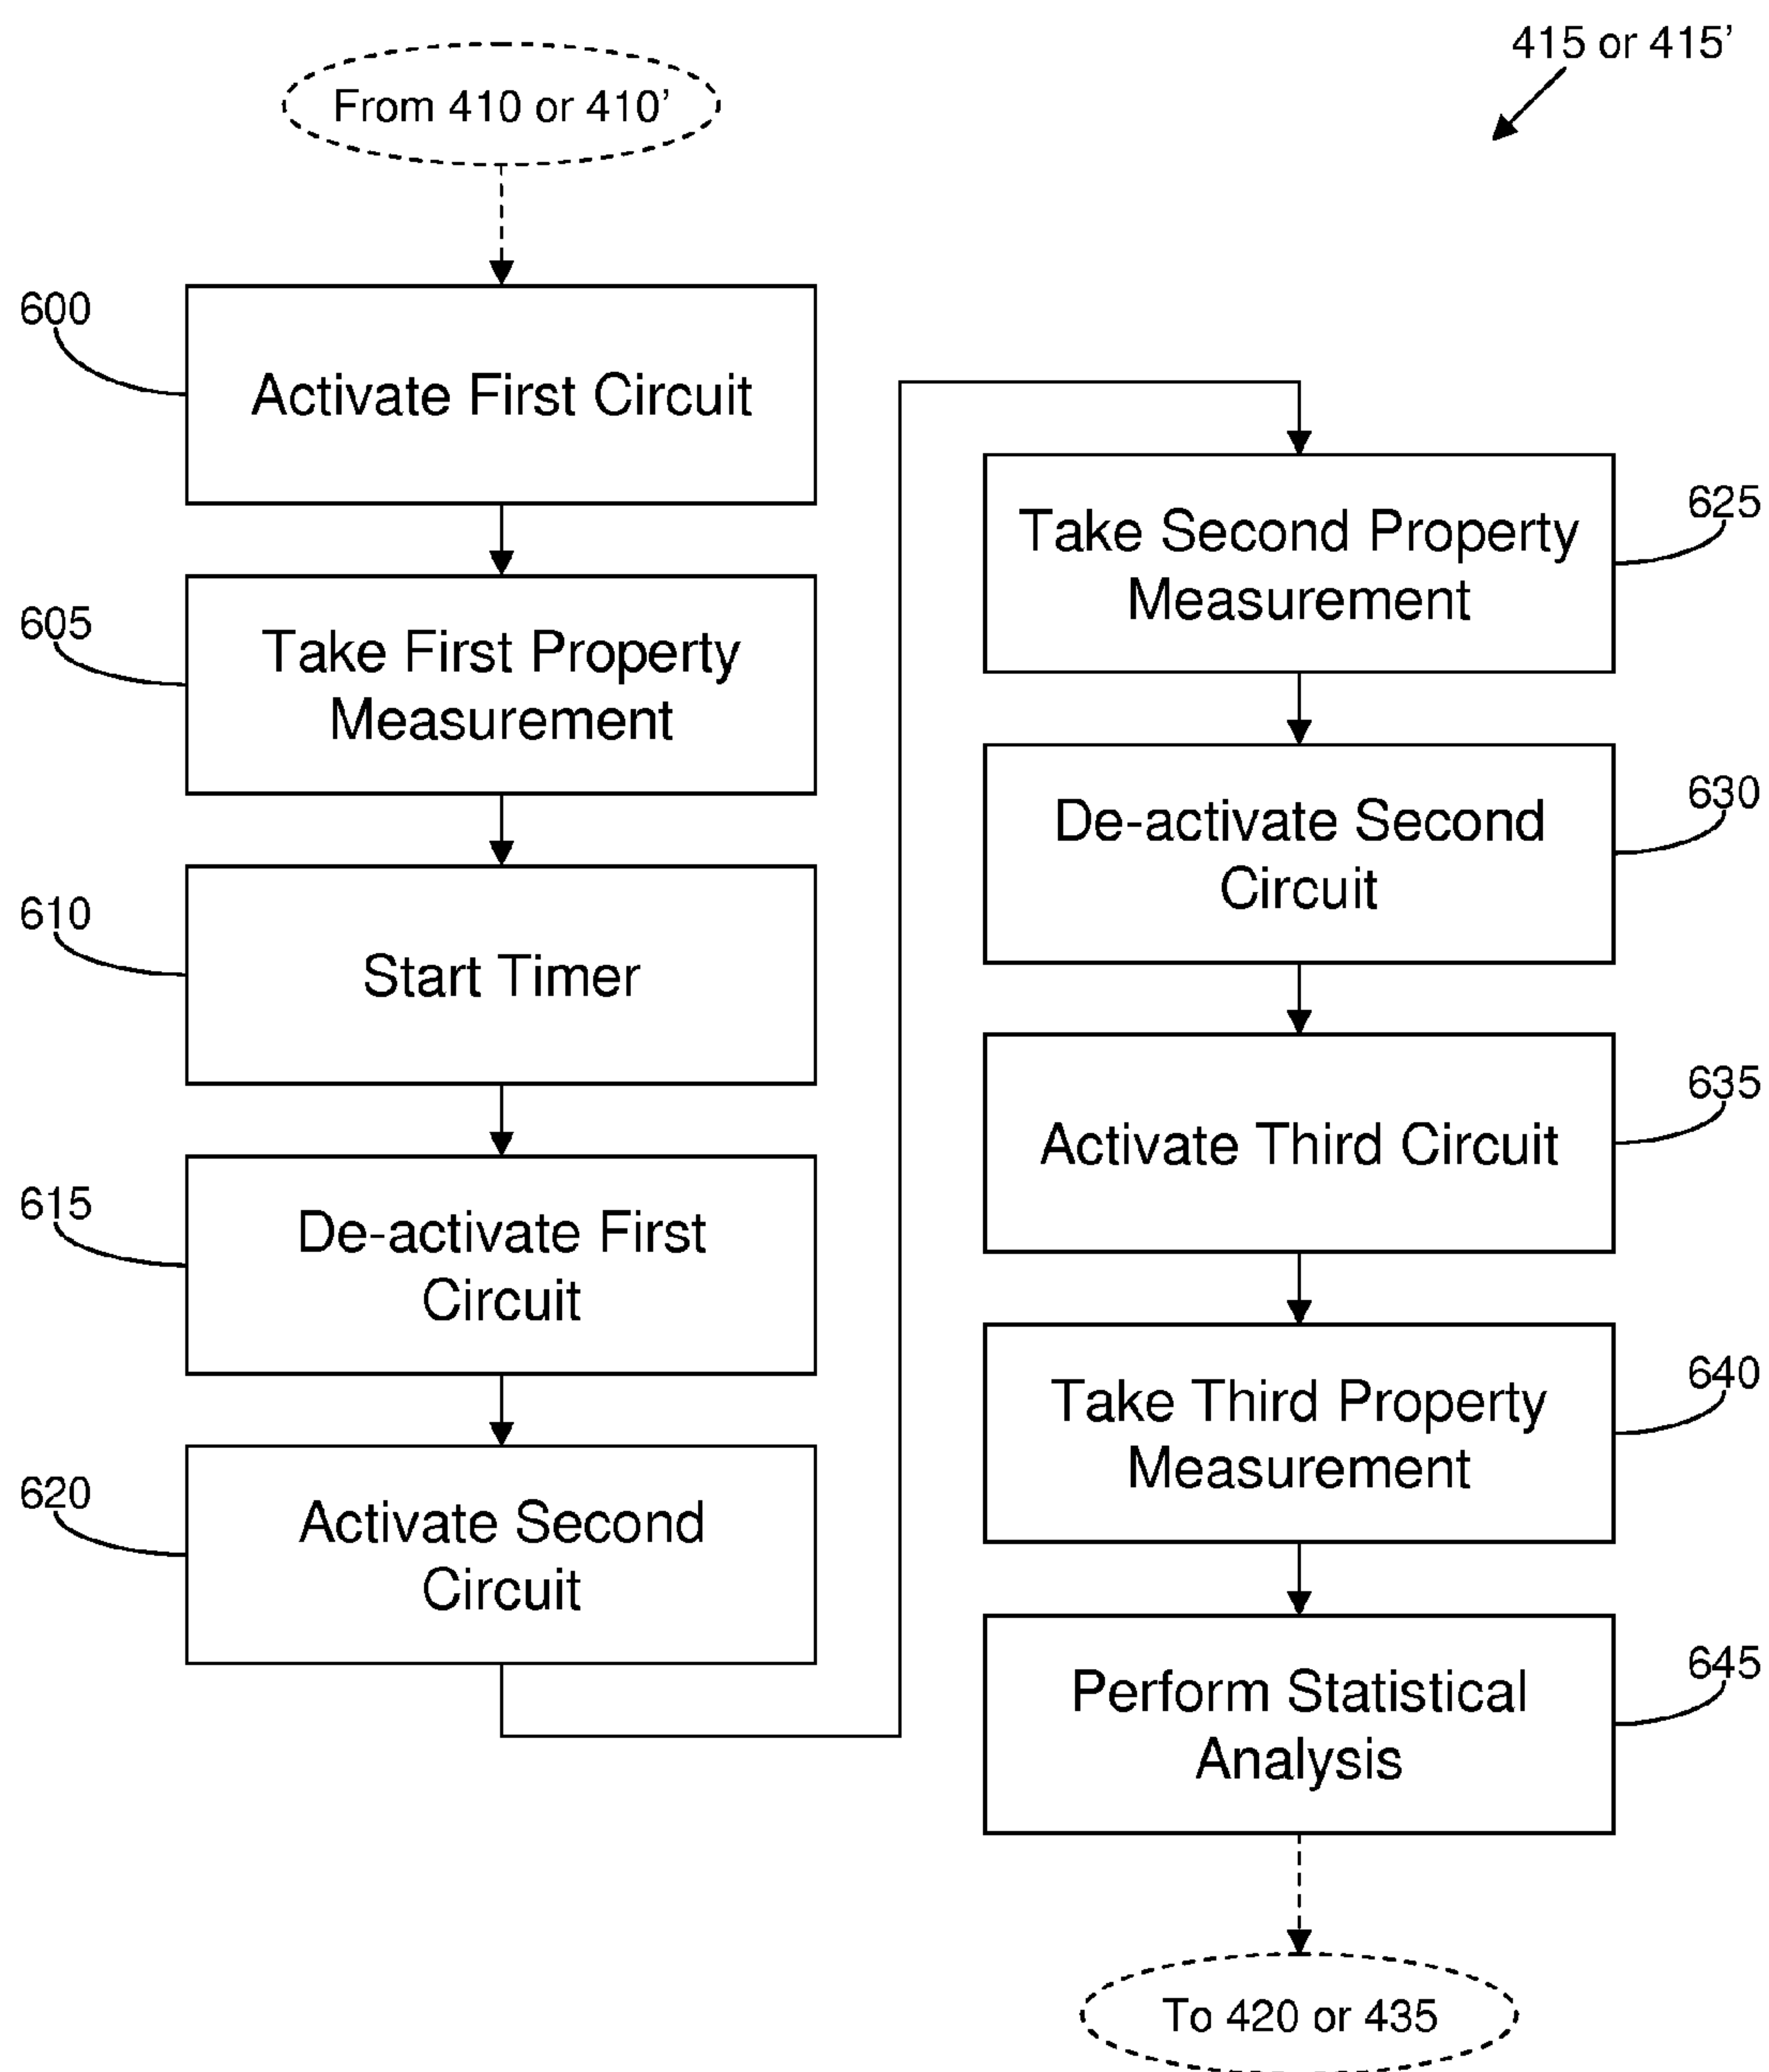 415 or 415’
From 410 or 410’
600
Activate First Circuit
605
Take First Property
Measurement
610
Start Timer
615
De-activate First
Circuit
620
Activate Second
Circuit
625
Take Second Property
Measurement
630
De-activate Second
Circuit
635
Activate Third Circuit
640
Take Third Property
Measurement
645
Perform Statistical
Analysis
To 420 or 435